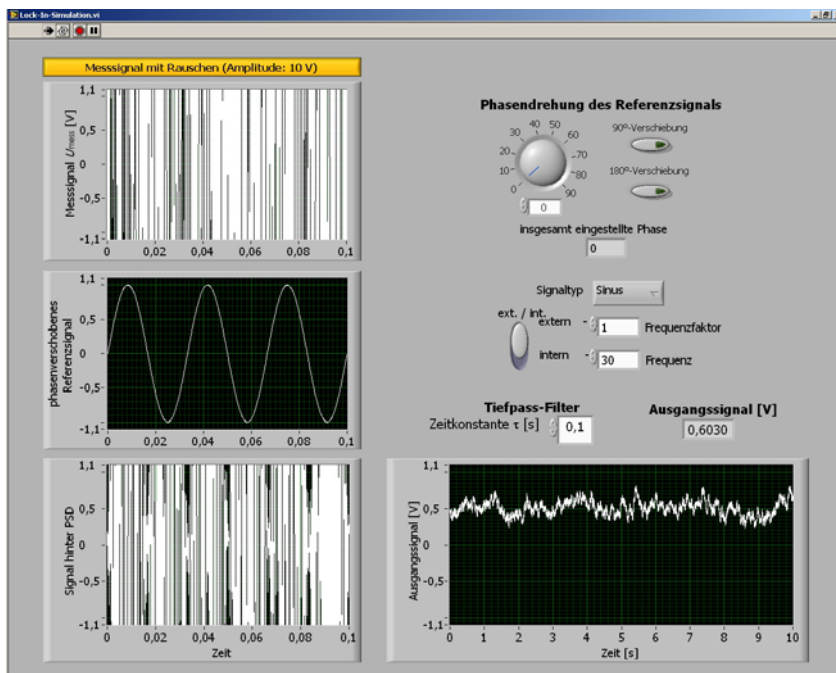 Lock-In-Simulation.vi
Messsignal mit Rauschen (Amplitude: 10 V)
Messsignal Umess [V]
1,1
0,5
0
-0,5
-1,1
0 0,02 0,04 0,06 0,08 0,1
phasenverschobenes
Referenzsignal
1,1
0,5
0
-0,5
-1,1
0 0,02 0,04 0,06 0,08 0,1
Signal hinter PSD
1,1
0,5
0
-0,5
-1,1
0 0,02 0,04 0,06 0,08 0,1
Zeit
Phasendrehung des Referenzsignals
0 10 20 30 40 50 60 70 80 90
0
90°-Verschiebung
180°-Verschiebung
insgesamt eingestellte Phase
0
Signaltyp Sinus
ext. / int.
extern 1 Frequenzfaktor
intern 30 Frequenz
Tiefpass-Filter
Zeitkonstante τ [s] 0,1
Ausgangssignal [V]
0,6030
Ausgangssignal [V]
1,1
0,5
0
-0,5
-1,1
0 1 2 3 4 5 6 7 8 9 10
Zeit [s]